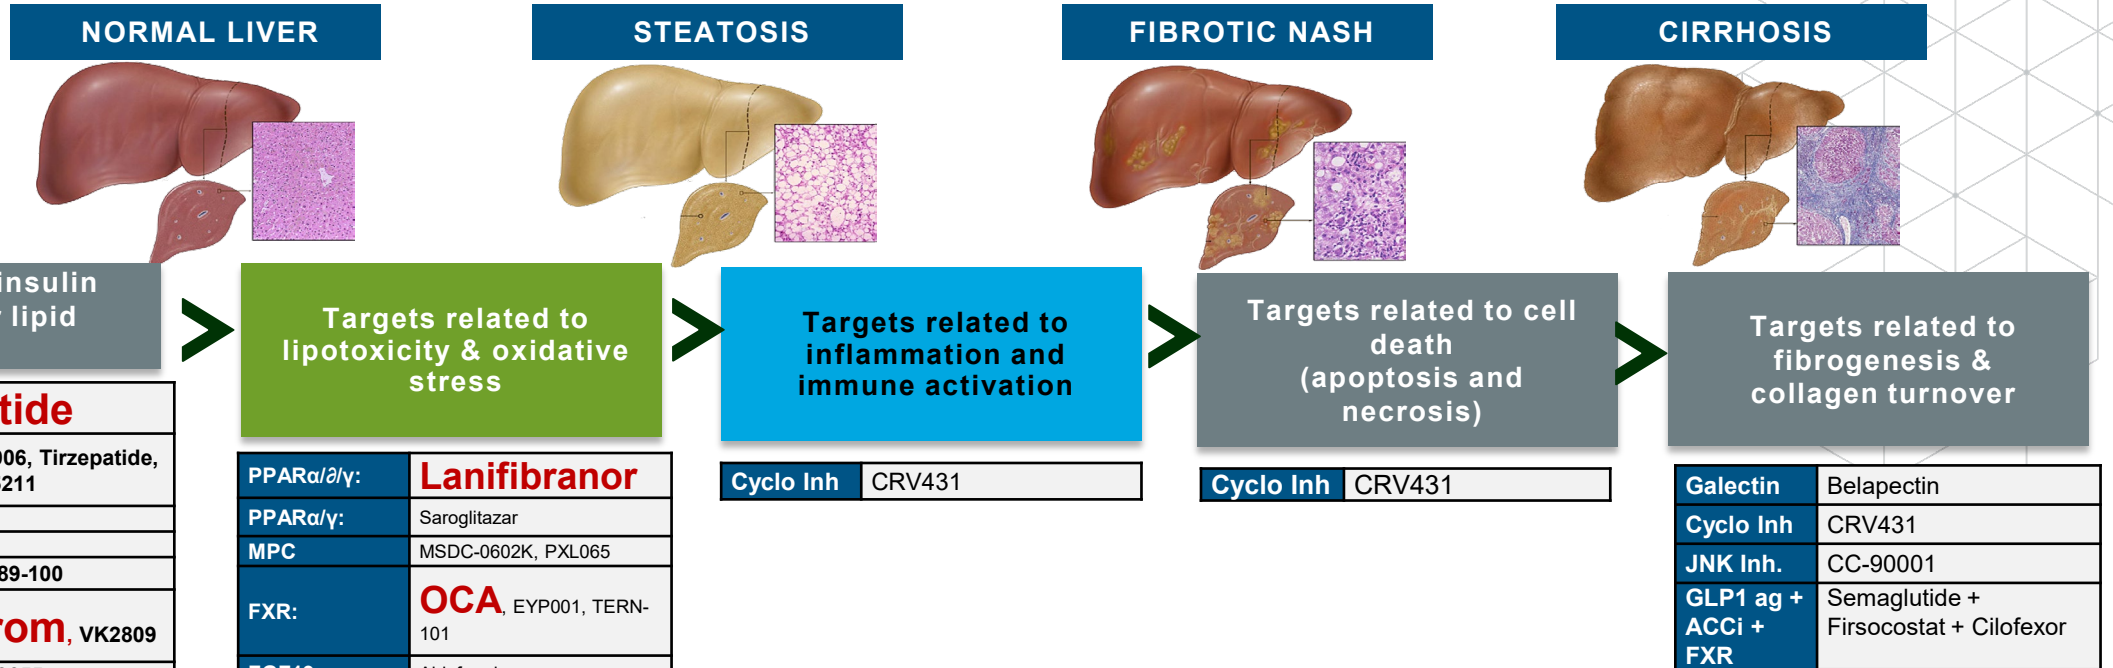 NORMAL LIVER
STEATOSIS
FIBROTIC NASH
CIRRHOSIS
insulin
lipid
Targets related to
lipotoxicity & oxidative
stress
Targets related to
inflammation and
immune activation
Targets related to cell
death
(apoptosis and
necrosis)
Targets related to
fibrogenesis &
collagen turnover
tide
006, Tirzepatide,
5211
89-100
rom, VK2809
PPARα/∂/γ: Lanifibranor
PPARα/γ: Saroglitazar
MPC MSDC-0602K, PXL065
FXR: OCA, EYP001, TERN-
101
Cyclo Inh CRV431
Cyclo Inh CRV431
Galectin Belapectin
Cyclo Inh CRV431
JNK Inh. CC-90001
GLP1 ag + Semaglutide +
ACCi + Firsocostat + Cilofexor
FXR